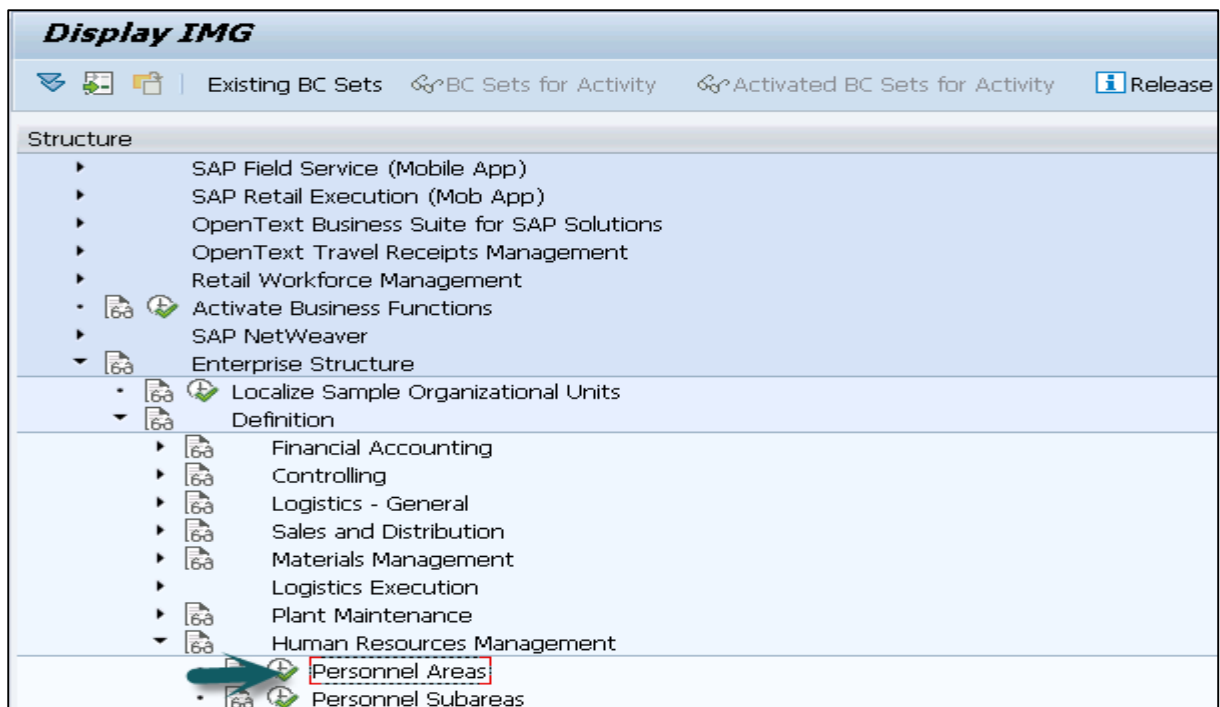 Display IMG
Existing BC Sets BC Sets for Activity Activated BC Sets for Activity Release
Structure
SAP Field Service (Mobile App)
SAP Retail Execution (Mob App)
OpenText Business Suite for SAP Solutions
OpenText Travel Receipts Management
Retail Workforce Management
Activate Business Functions
SAP NetWeaver
Enterprise Structure
Localize Sample Organizational Units
Definition
Financial Accounting
Controlling
Logistics - General
Sales and Distribution
Materials Management
Logistics Execution
Plant Maintenance
Human Resources Management
Personnel Areas
Personnel Subareas